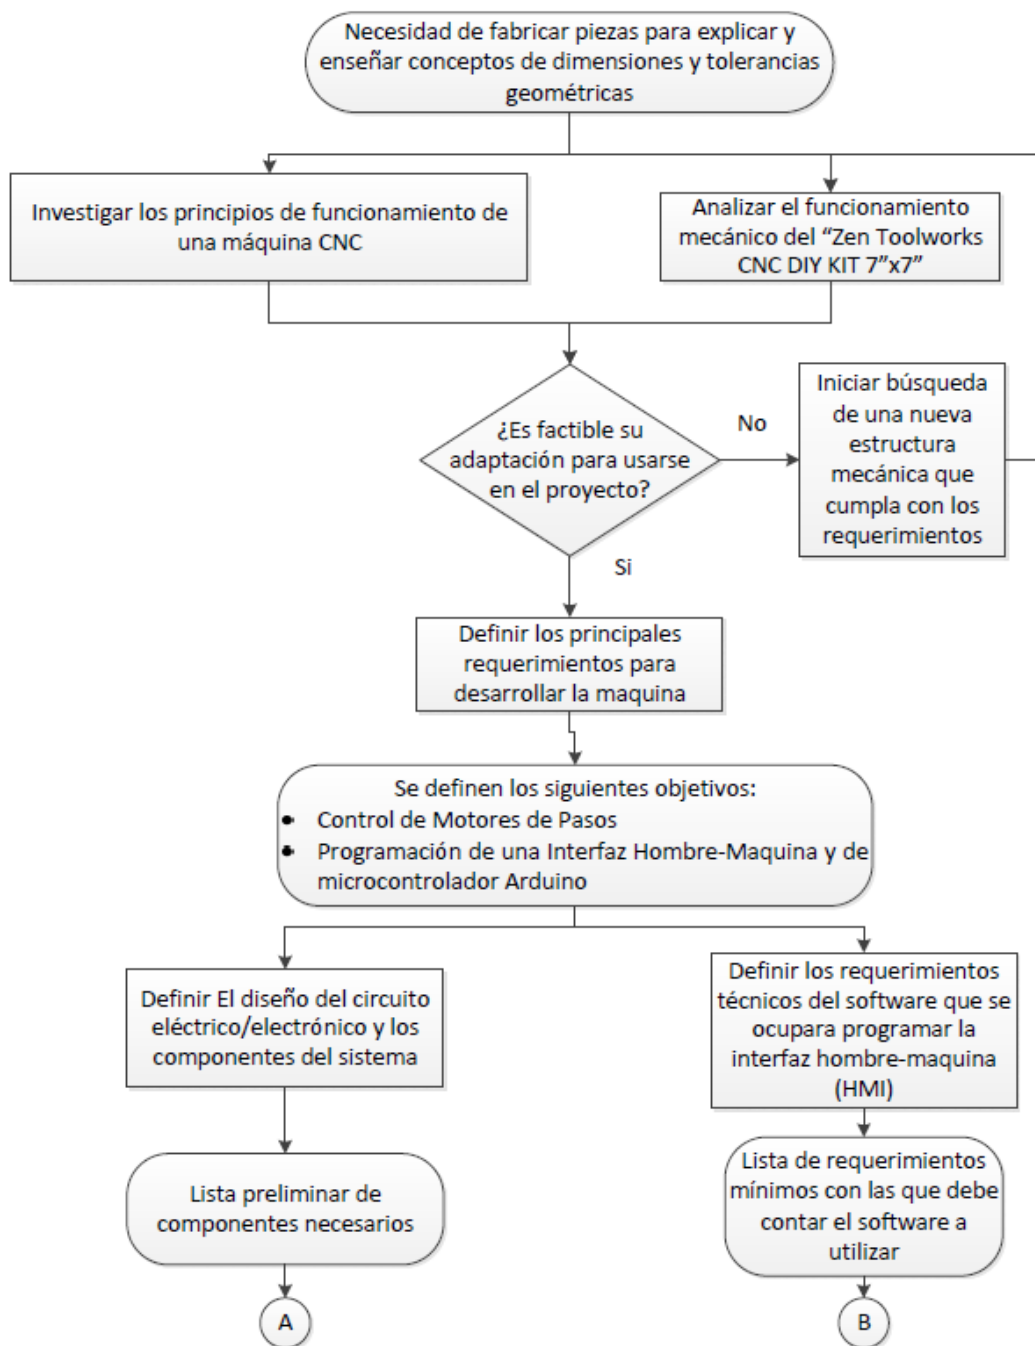 Necesidad de fabricar piezas para explicar y
enseñar conceptos de dimensiones y tolerancias
geométricas
Investigar los principios de funcionamiento de
una máquina CNC
Analizar el funcionamiento
mecánico del “Zen Toolworks
CNC DIY KIT 7”x7”
¿Es factible su
adaptación para usarse
en el proyecto?
No
Iniciar búsqueda
de una nueva
estructura
mecánica que
cumpla con los
requerimientos
Si
Definir los principales
requerimientos para
desarrollar la maquina
Se definen los siguientes objetivos:
• Control de Motores de Pasos
• Programación de una Interfaz Hombre-Maquina y de
microcontrolador Arduino
Definir El diseño del circuito
eléctrico/electrónico y los
componentes del sistema
Definir los requerimientos
técnicos del software que se
ocupara programar la
interfaz hombre-maquina
(HMI)
Lista preliminar de
componentes necesarios
Lista de requerimientos
mínimos con las que debe
contar el software a
utilizar
A
B